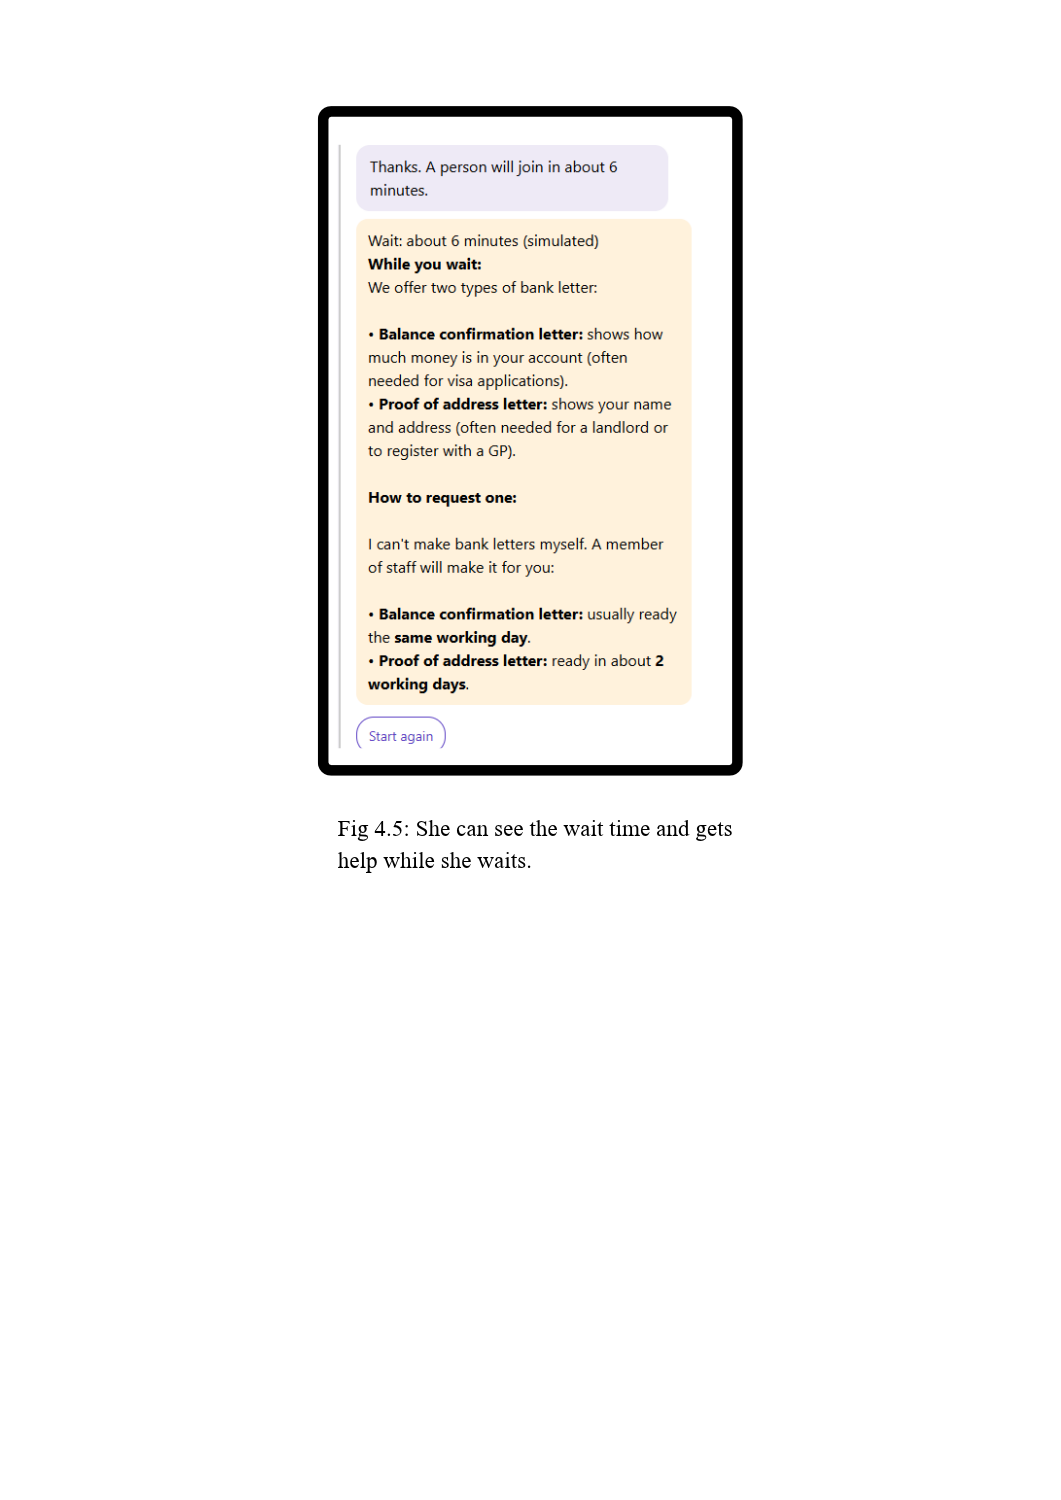 Thanks. A person will join in about 6
minutes.
Wait: about 6 minutes (simulated)
While you wait:
We offer two types of bank letter:
• Balance confirmation letter: shows how
much money is in your account (often
needed for visa applications).
• Proof of address letter: shows your name
and address (often needed for a landlord or
to register with a GP).
How to request one:
I can't make bank letters myself. A member
of staff will make it for you:
• Balance confirmation letter: usually ready
the same working day.
• Proof of address letter: ready in about 2
working days.
Start again
Fig 4.5: She can see the wait time and gets
help while she waits.